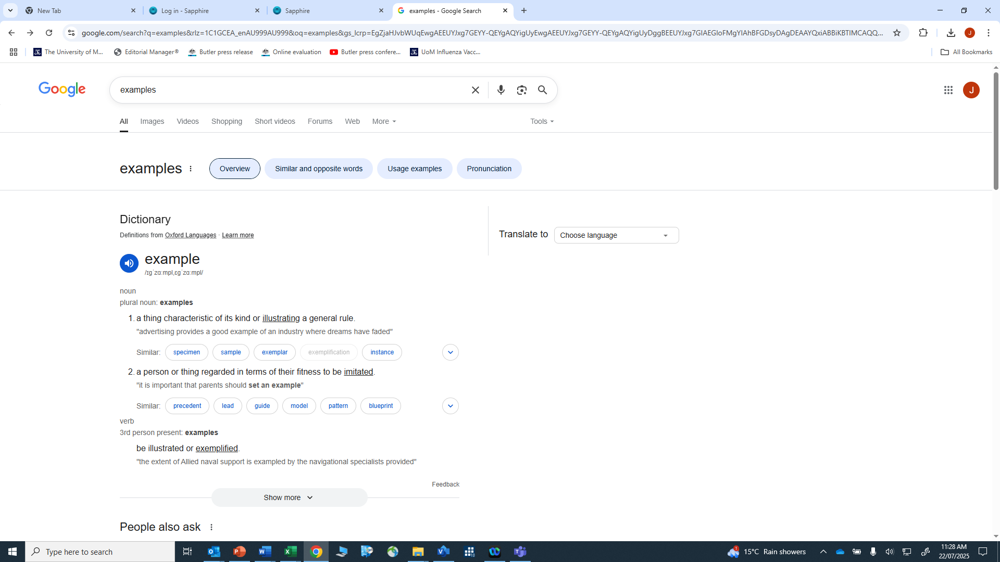 New Tab
Log in - Sapphire
Sapphire
examples - Google Search
google.com/search?q=examples&rlz=1C1GCEA_enAU999AU999&oq=examples&gs_lcrp=EgZjaHJvbWUqEwgAEEUYJxg7GEYY-QEYgAQYigUyEwgAEEUYJxg7GEYY-QEYgAQYigUyDggBEEUYJxg7GIAEGIoFMgYIAhBFGDsyDAgDEAAYQxiABBiKBTIMCAQQ...
The University of M...
Editorial Manager®
Butler press release
Online evaluation
Butler press confere...
UoM Influenza Vacc...
All Bookmarks
Google
examples
J
All Images Videos Shopping Short videos Forums Web More Tools
examples
Overview
Similar and opposite words
Usage examples
Pronunciation
Dictionary
Definitions from Oxford Languages · Learn more
Translate to Choose language
example
/ɪɡˈzɑːmpl,ɛɡˈzɑːmpl/
noun
plural noun: examples
1. a thing characteristic of its kind or illustrating a general rule.
"advertising provides a good example of an industry where dreams have faded"
Similar: specimen sample exemplar exemplification instance
2. a person or thing regarded in terms of their fitness to be imitated.
"it is important that parents should set an example"
Similar: precedent lead guide model pattern blueprint
verb
3rd person present: examples
be illustrated or exemplified.
"the extent of Allied naval support is exampled by the navigational specialists provided"
Feedback
Show more
People also ask
Type here to search
15°C Rain showers
11:28 AM
22/07/2025